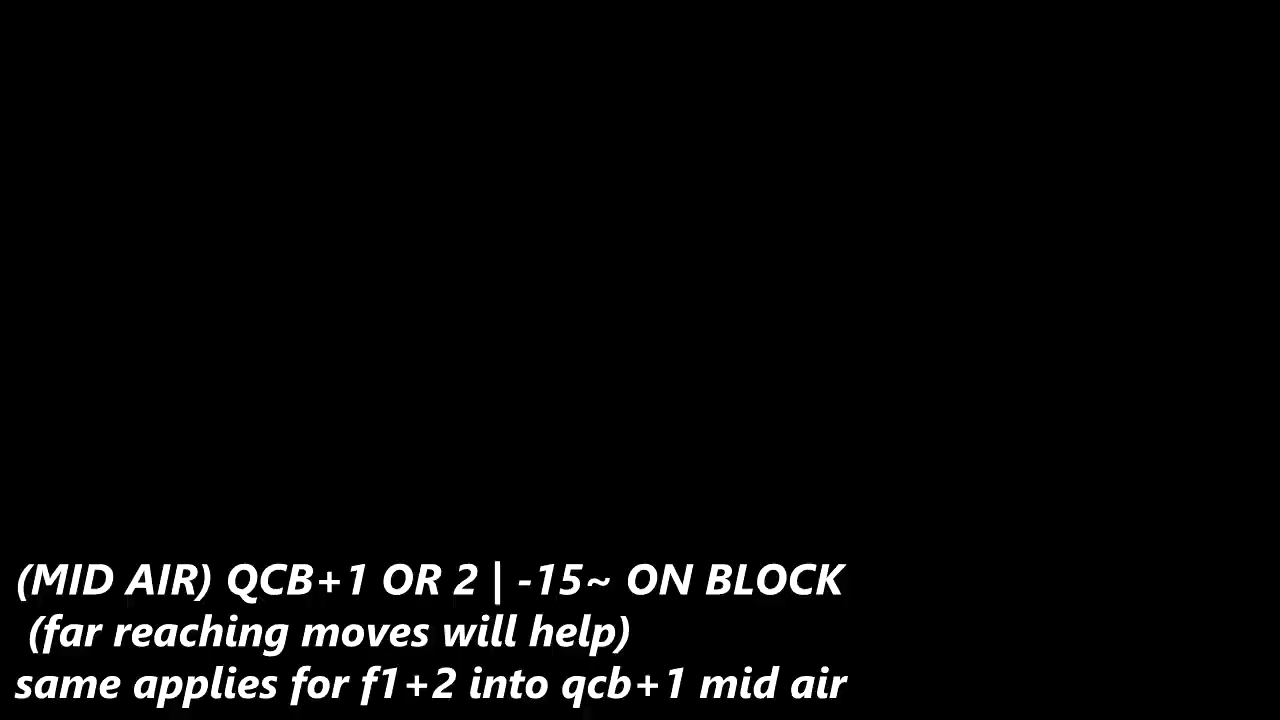 (MID AIR) QCB+1 OR 2 | -15~ ON BLOCK
(far reaching moves will help)
same applies for f1+2 into qcb+1 mid air